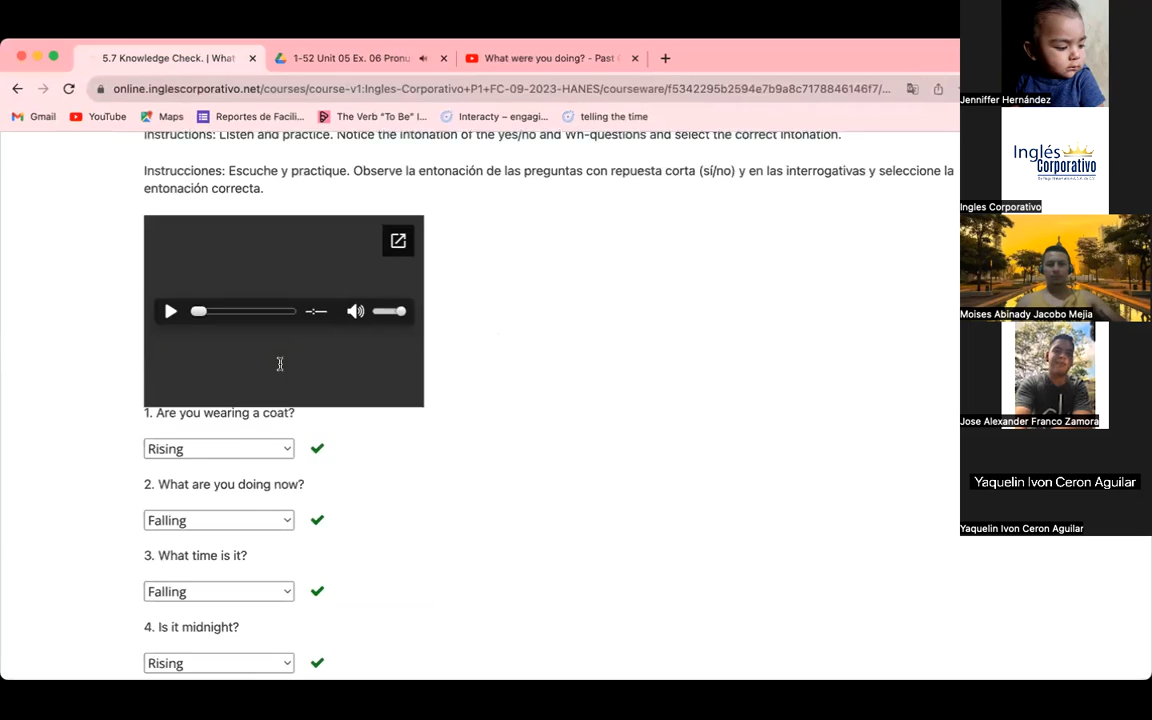 5.7 Knowledge Check. | What
1-52 Unit 05 Ex. 06 Pronu
What were you doing? - Past
online.inglescorporativo.net/courses/course-v1:Ingles-Corporativo+P1+FC-09-2023-HANES/courseware/f5342295b2594e7b9a8c7178846146f7/...
Gmail
YouTube
Maps
Reportes de Facili...
The Verb "To Be" I...
Interacty – engagi...
telling the time
Instructions: Listen and practice. Notice the intonation of the yes/no and Wh-questions and select the correct intonation.
Instrucciones: Escuche y practique. Observe la entonación de las preguntas con repuesta corta (sí/no) y en las interrogativas y seleccione la
entonación correcta.
-:--
1. Are you wearing a coat?
Rising
2. What are you doing now?
Falling
3. What time is it?
Falling
4. Is it midnight?
Rising
Jenniffer Hernández
Inglés
Corporativo
Ingles Corporativo
Moises Abinady Jacobo Mejia
Jose Alexander Franco Zamora
Yaquelin Ivon Ceron Aguilar
Yaquelin Ivon Ceron Aguilar